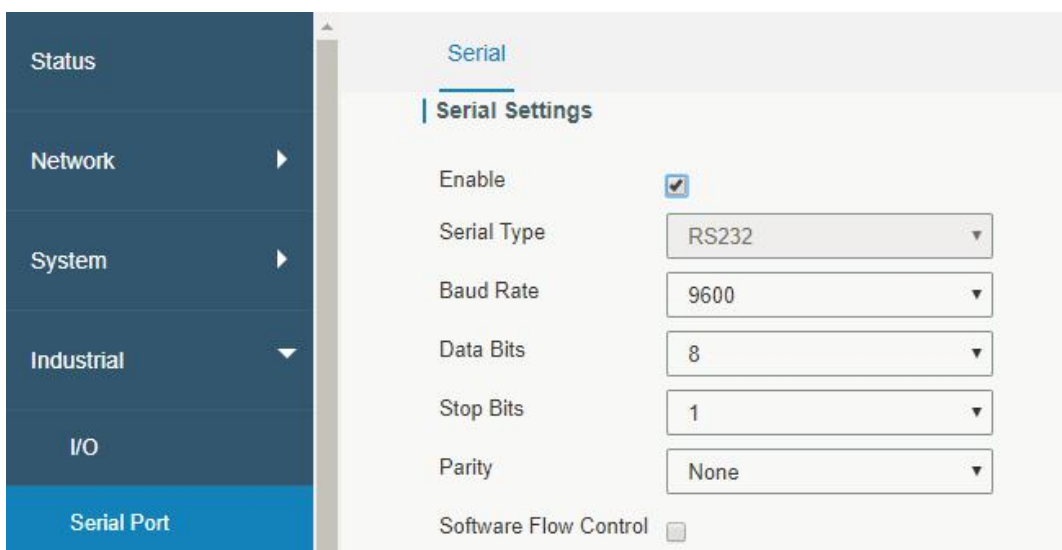 Status
Network
System
Industrial
I/O
Serial Port
Serial
Serial Settings
Enable
Serial Type RS232
Baud Rate 9600
Data Bits 8
Stop Bits 1
Parity None
Software Flow Control